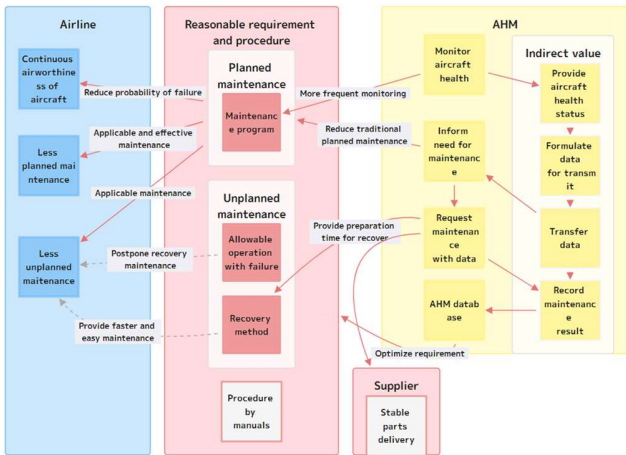 Airline
Continuous
airworthine
ss of
aircraft
Less
planned mai
ntenance
Less
unplanned
maitenance
Reduce probability of failure
Applicable and effective
maintenance
Applicable maintenance
Postpone recovery
maintenance
Provide faster and
easy maintenance
Reasonable requirement
and procedure
Planned
maintenance
Maintenanc
e program
Unplanned
maintenance
Allowable
operation
with failure
Recovery
method
Procedure
by
manuals
More frequent monitoring
Reduce traditional
planned maintenance
Provide preparation
time for recover
Optimize requirement
Supplier
Stable
parts
delivery
AHM
Monitor
aircraft
health
Inform
need for
maintenanc
e
Request
maintenanc
e
with data
AHM datab
ase
Indirect value
Provide
aircraft
health
status
Formulate
data
for transm
it
Transfer
data
Record
maintenanc
e
result